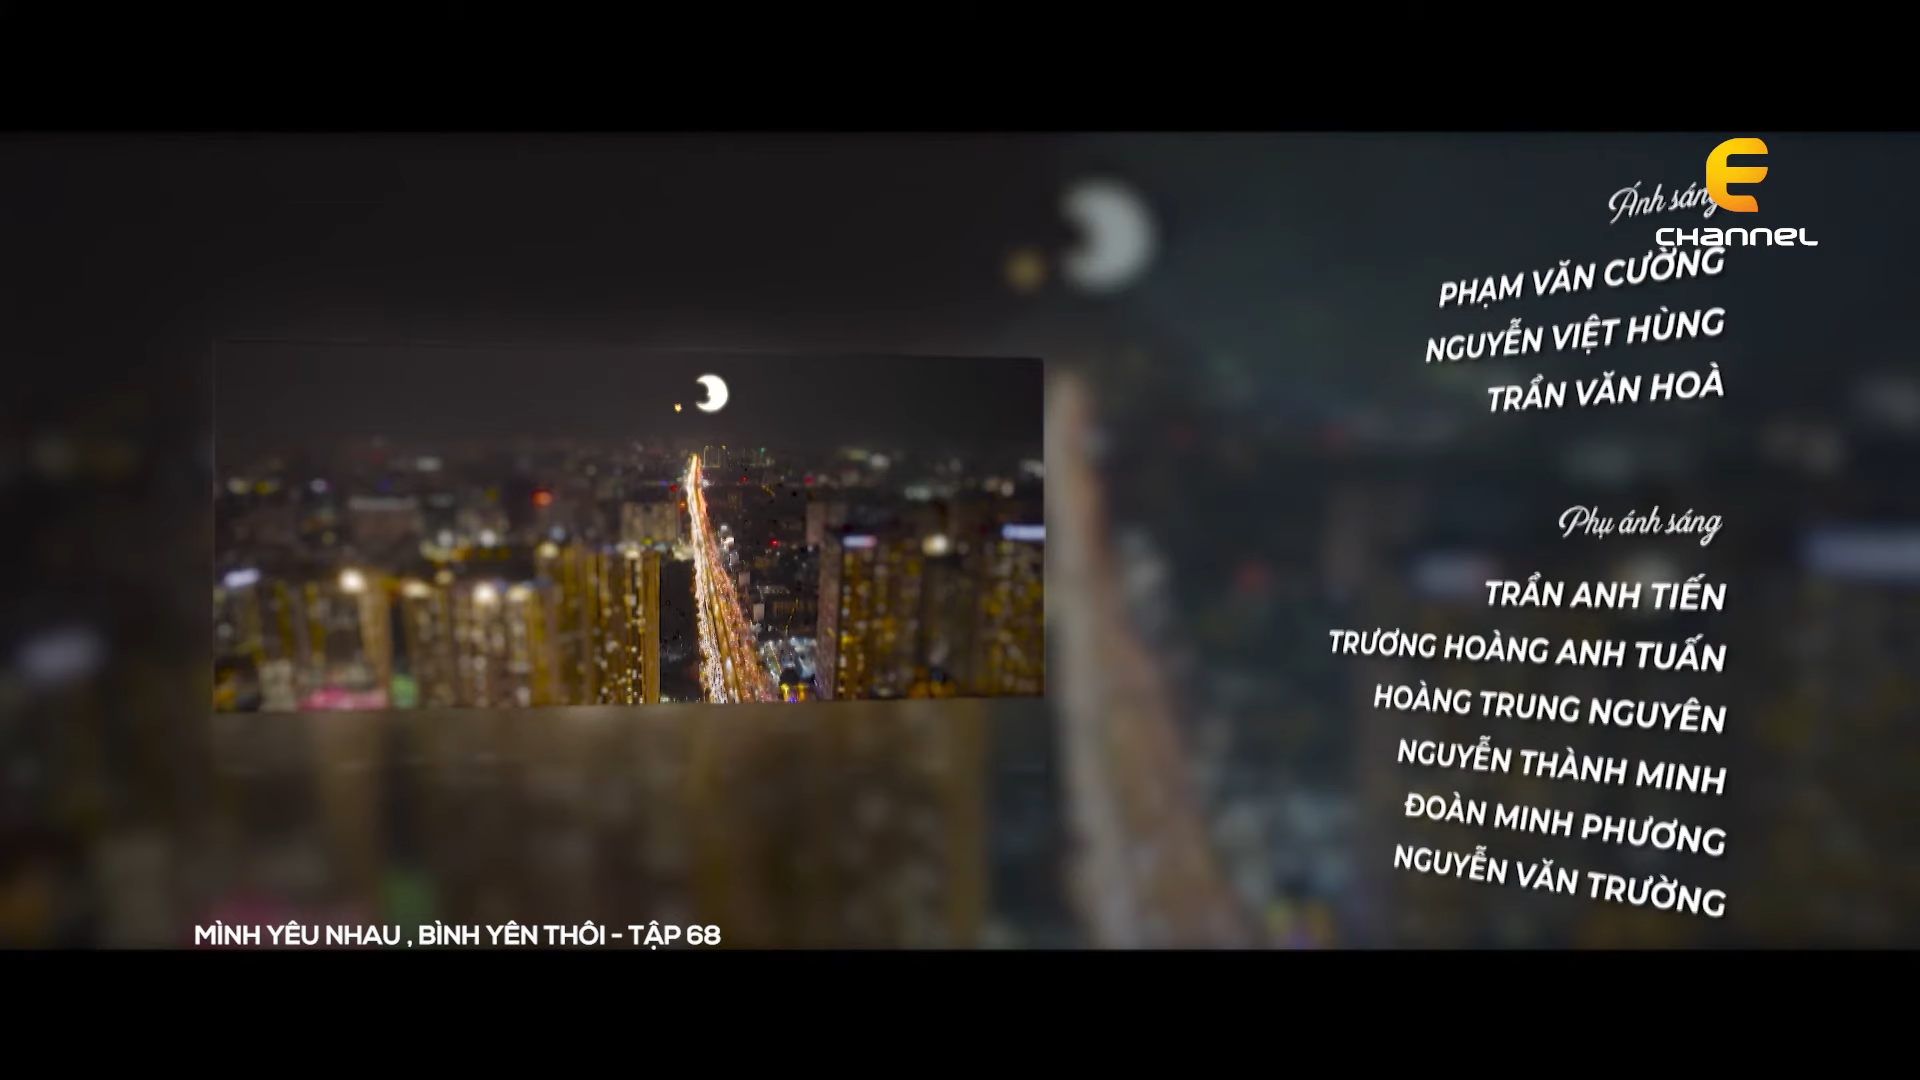 Ánh sáng
CHANNEL
PHẠM VĂN CƯỜNG
NGUYỄN VIỆT HÙNG
TRẦN VĂN HOÀ
Phụ ánh sáng
TRẦN ANH TIẾN
TRƯƠNG HOÀNG ANH TUẤN
HOÀNG TRUNG NGUYÊN
NGUYỄN THÀNH MINH
ĐOÀN MINH PHƯƠNG
NGUYỄN VĂN TRƯỜNG
MÌNH YÊU NHAU , BÌNH YÊN THÔI - TẬP 68